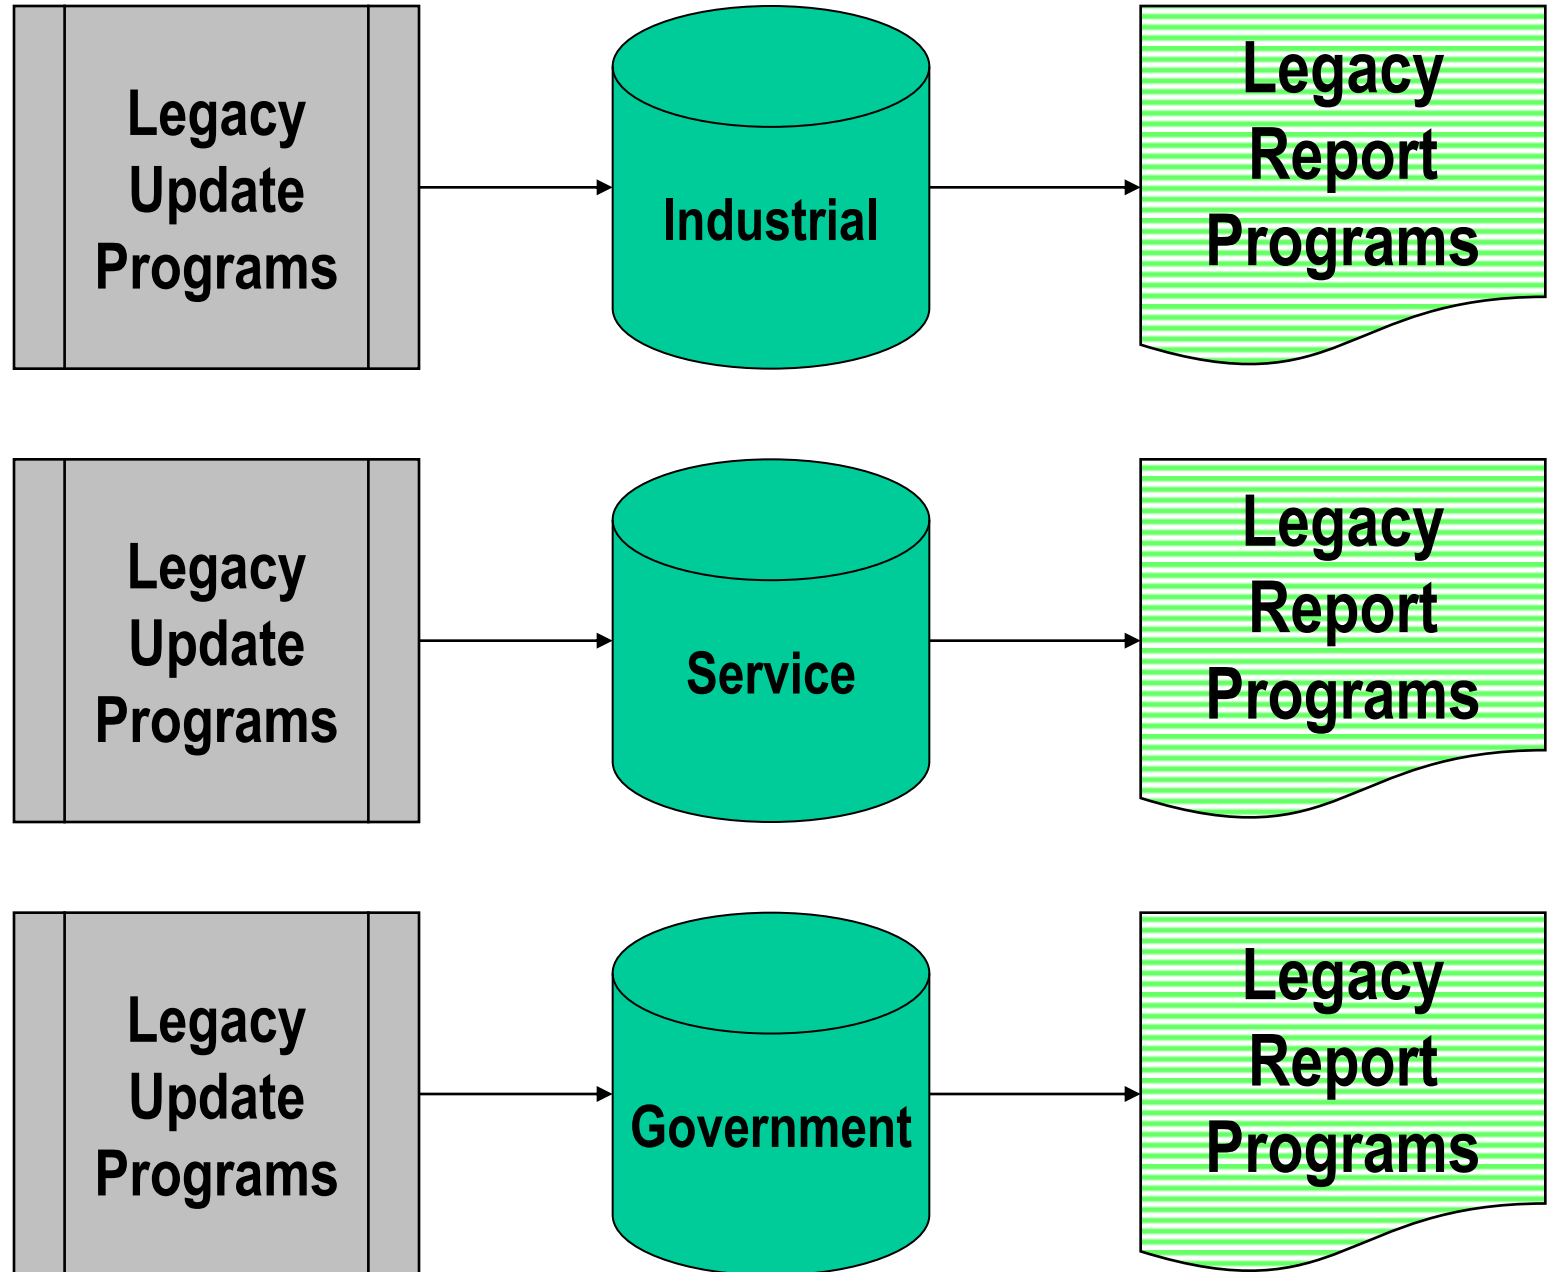 Legacy
Update
Programs
Industrial
Legacy
Report
Programs
Legacy
Update
Programs
Service
Legacy
Report
Programs
Legacy
Update
Programs
Government
Legacy
Report
Programs